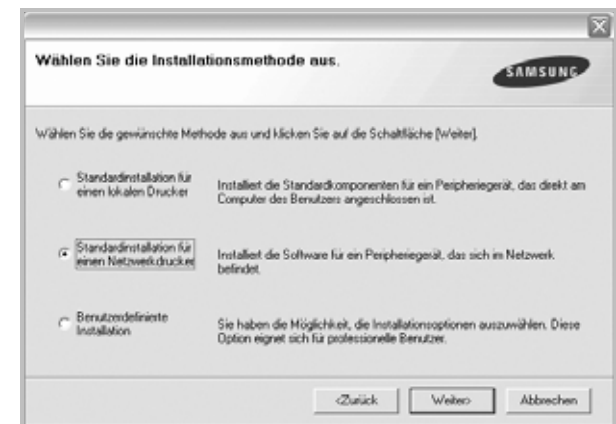 Wählen Sie die Installationsmethode aus.
SAMSUNG
Wählen Sie die gewünschte Methode aus und klicken Sie auf die Schaltfläche [Weiter].
Standardinstallation für
einen lokalen Drucker
Installiert die Standardkomponenten für ein Peripheriegerät, das direkt am
Computer des Benutzers angeschlossen ist.
Standardinstallation für
einen Netzwerkdrucker
Installiert die Software für ein Peripheriegerät, das sich im Netzwerk
befindet.
Benutzerdefinierte
Installation
Sie haben die Möglichkeit, die Installationsoptionen auszuwählen. Diese
Option eignet sich für professionelle Benutzer.
<Zurück
Weiter>
Abbrechen